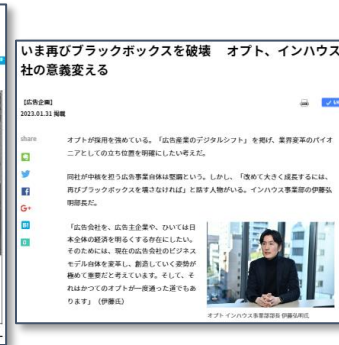 いま再びブラックボックスを破壊　オプト、インハウス
社の意義変える
【広告企画】
2023.01.31 掲載
share
オプトが採用を強めている。「広告産業のデジタルシフト」を掲げ、業界変革のパイオ
ニアとしての立ち位置を明確にしたい考えだ。
同社が中核を担う広告事業自体は堅調という。しかし、「改めて大きく成長するには、
再びブラックボックスを壊さなければ」と話す人物がいる。インハウス事業部の伊藤弘
明部長だ。
「広告会社を、広告主企業や、ひいては日
本全体の経済を明るくする存在にしたい。
そのためには、現在の広告会社のビジネス
モデル自体を変革し、創造していく姿勢が
極めて重要だと考えています。そして、そ
れはかつてのオプトが一度通った道でもあ
ります」（伊藤氏）
オプト インハウス事業部部長 伊藤弘明氏